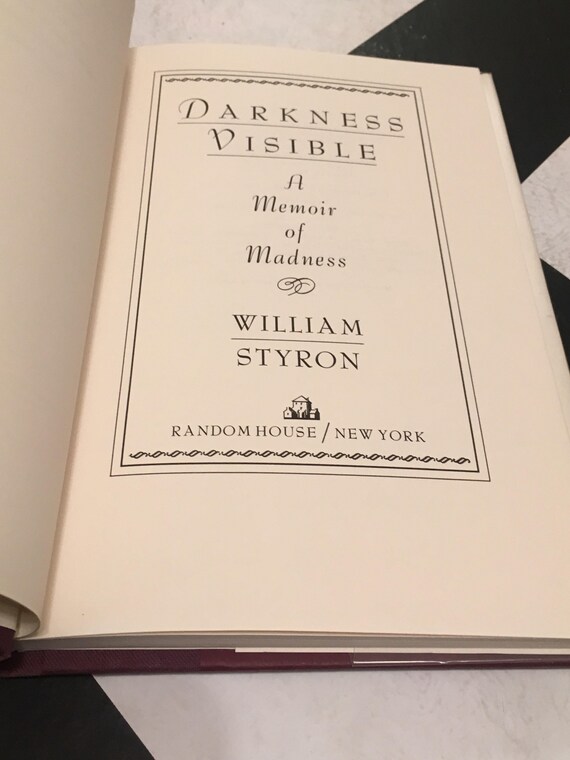 DARKNESS
VISIBLE
A
Memoir
of
Madness
WILLIAM
STYRON
RANDOM HOUSE / NEW YORK